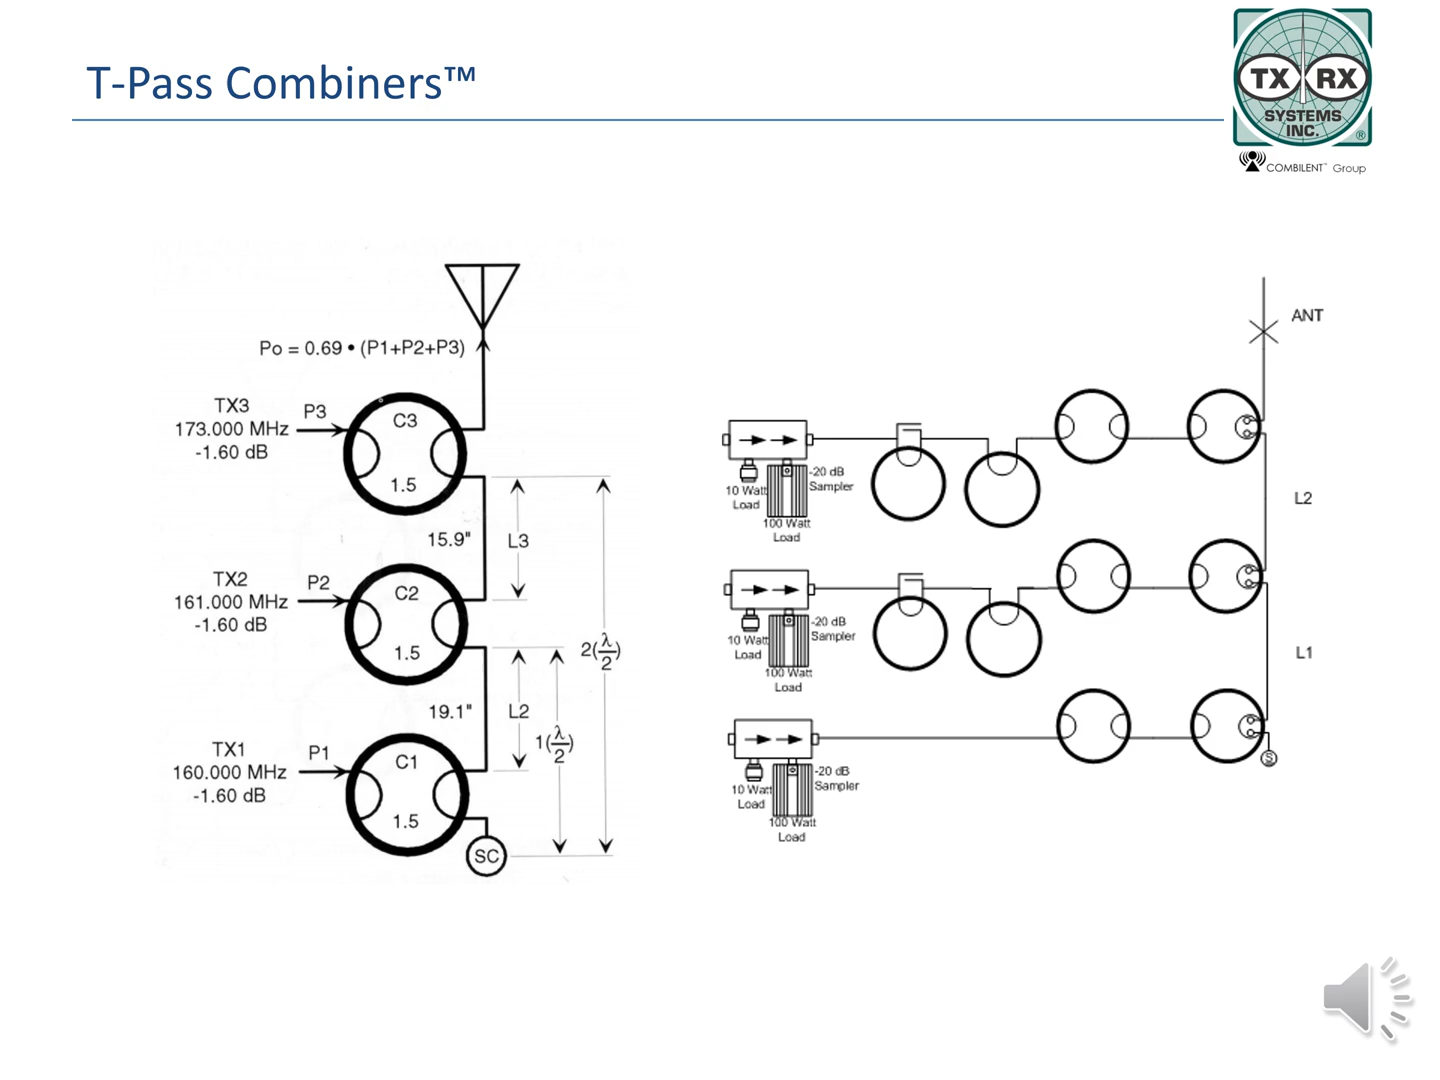 T-Pass Combiners™
TX RX
SYSTEMS
INC.
®
COMBILENT™ Group
Po = 0.69 • (P1+P2+P3)
TX3
173.000 MHz
-1.60 dB
P3
C3
1.5
15.9"
L3
TX2
161.000 MHz
-1.60 dB
P2
C2
1.5
2(λ/2)
19.1"
L2
1(λ/2)
TX1
160.000 MHz
-1.60 dB
P1
C1
1.5
SC
ANT
10 Watt
Load
-20 dB
Sampler
100 Watt
Load
L2
10 Watt
Load
-20 dB
Sampler
100 Watt
Load
L1
10 Watt
Load
-20 dB
Sampler
100 Watt
Load
S